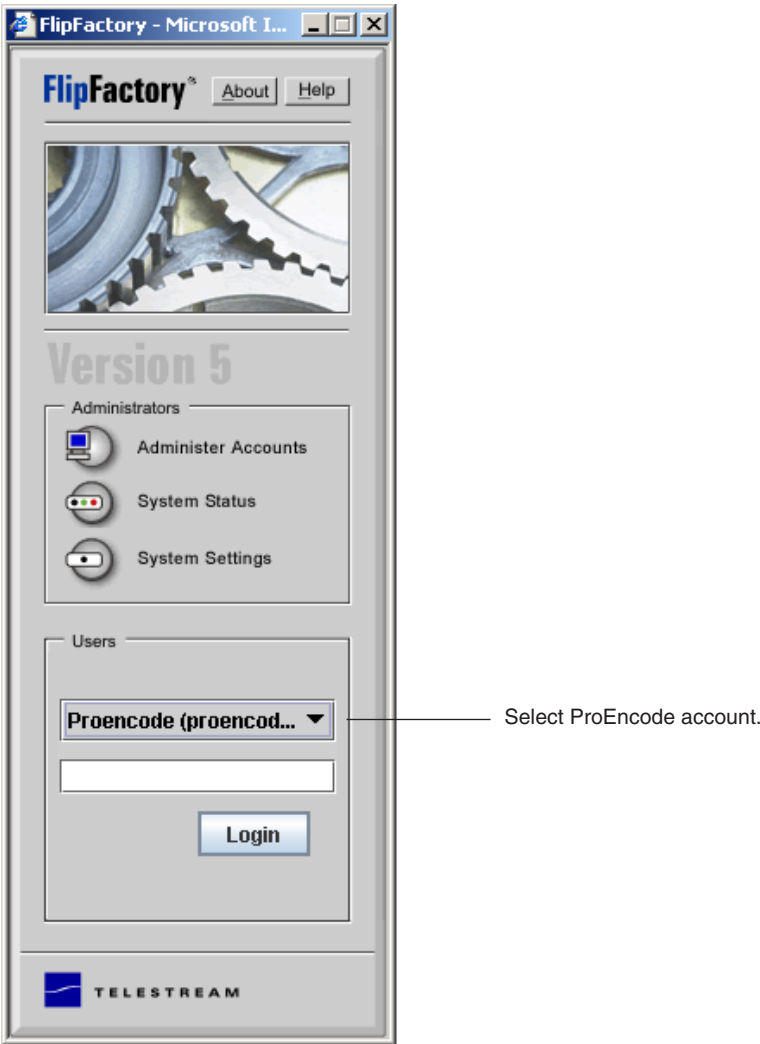 FlipFactory - Microsoft I...
FlipFactory® About Help
Version 5
Administrators
Administer Accounts
System Status
System Settings
Users
Proencode (proencod...
Select ProEncode account.
Login
TELESTREAM